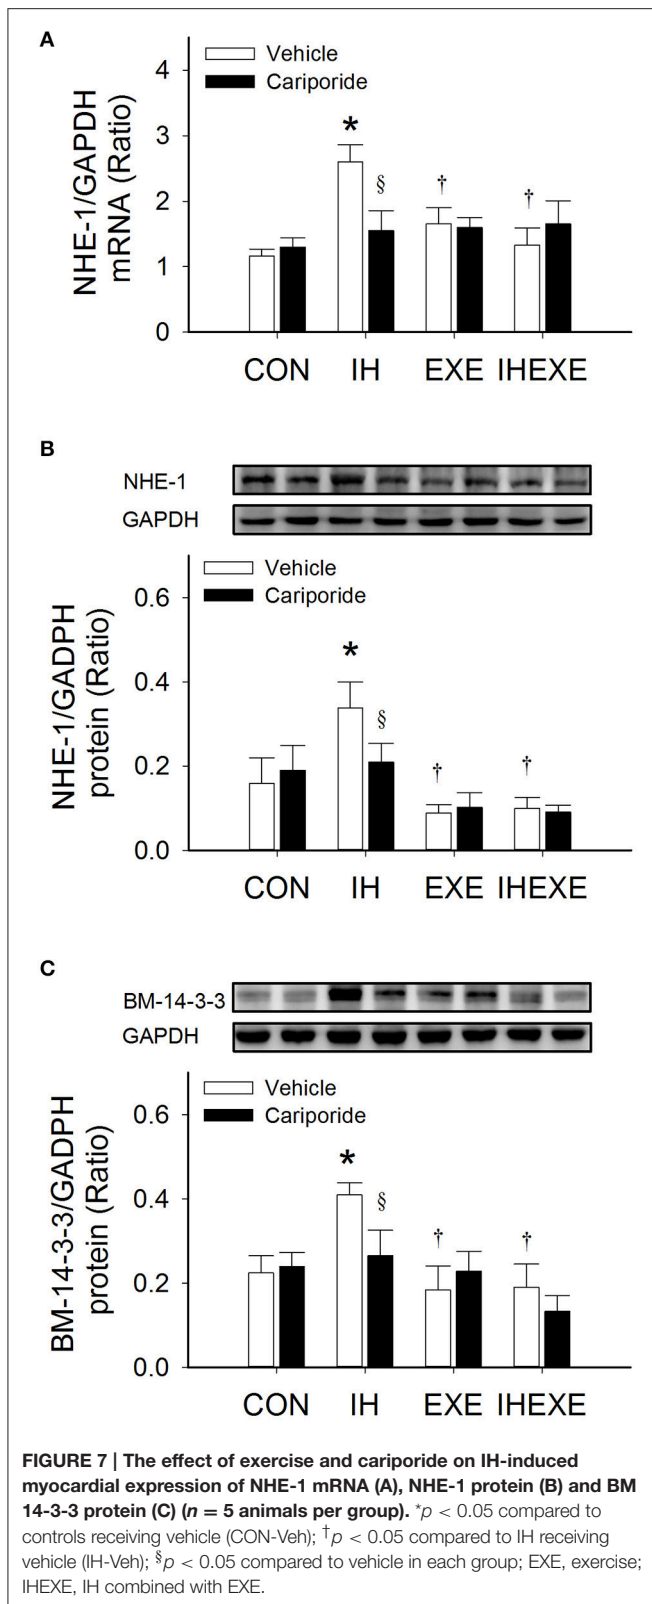 A
Vehicle
Cariporide
NHE-1/GAPDH
mRNA (Ratio)
4
3
2
1
0
*
§
†
†
CON IH EXE IHEXE
B
NHE-1
GAPDH
Vehicle
Cariporide
NHE-1/GADPH
protein (Ratio)
0.6
0.4
0.2
0.0
*
§
†
†
CON IH EXE IHEXE
C
BM-14-3-3
GAPDH
Vehicle
Cariporide
BM-14-3-3/GADPH
protein (Ratio)
0.6
0.4
0.2
0.0
*
§
†
†
CON IH EXE IHEXE
FIGURE 7 | The effect of exercise and cariporide on IH-induced
myocardial expression of NHE-1 mRNA (A), NHE-1 protein (B) and BM
14-3-3 protein (C) (n = 5 animals per group). *p < 0.05 compared to
controls receiving vehicle (CON-Veh); †p < 0.05 compared to IH receiving
vehicle (IH-Veh); §p < 0.05 compared to vehicle in each group; EXE, exercise;
IHEXE, IH combined with EXE.